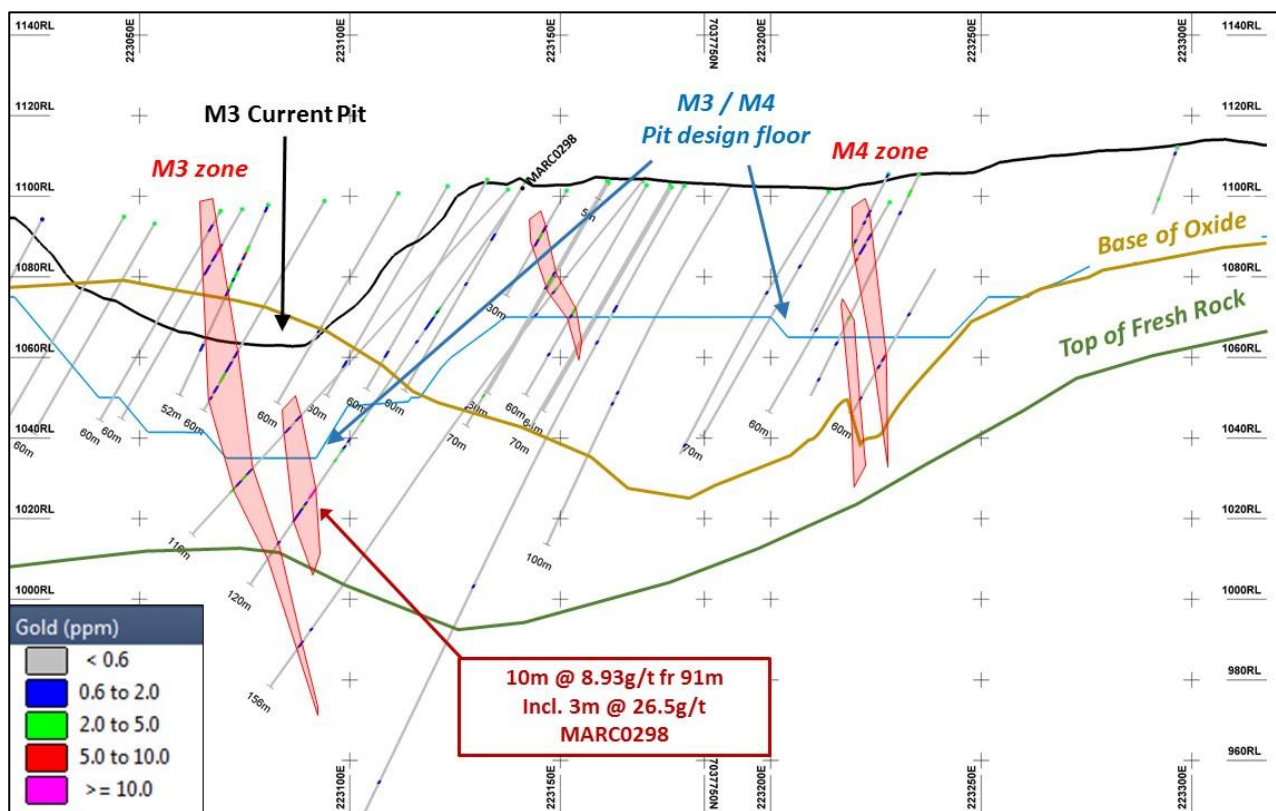 1140RL
223050E
223100E
223150E
7037750N
223200E
223250E
223300E
1140RL
1120RL
1120RL
M3 Current Pit
M3 / M4
Pit design floor
M3 zone
MARC0298
M4 zone
1100RL
1100RL
5m
Base of Oxide
1080RL
1080RL
30m
Top of Fresh Rock
1060RL
1060RL
52m
60m
60m
30m
60m
60m
30m
60m
60m
60m
60m
60m
60m
70m
70m
70m
60m
1040RL
1040RL
1020RL
1020RL
116m
100m
120m
1000RL
1000RL
Gold (ppm)
< 0.6
0.6 to 2.0
2.0 to 5.0
5.0 to 10.0
>= 10.0
10m @ 8.93g/t fr 91m
Incl. 3m @ 26.5g/t
MARC0298
156m
980RL
960RL
223100E
223150E
7037750N
223200E
223250E
223300E